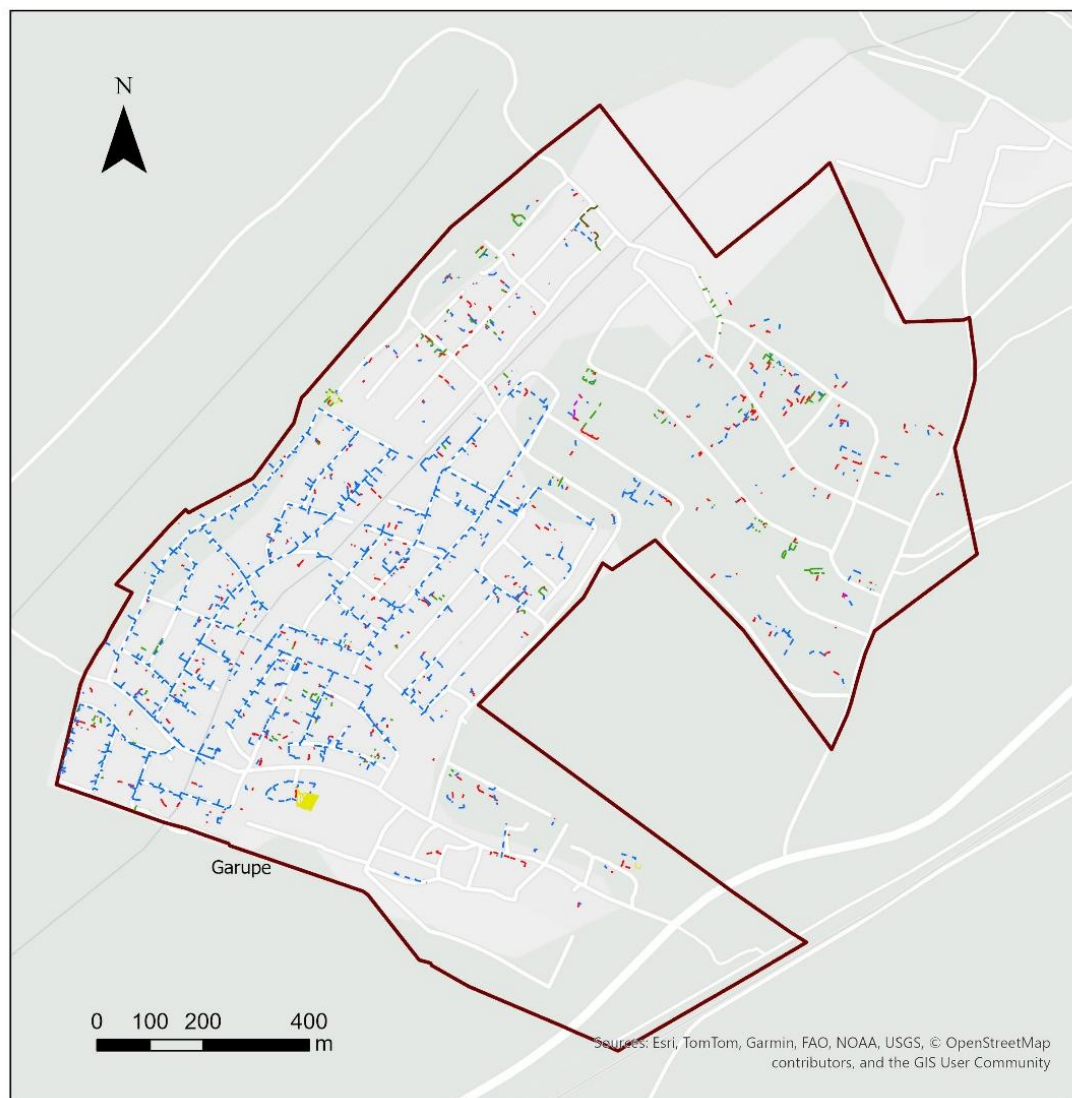 N
Garupe
0 100 200 400
m
Sources: Esri, TomTom, Garmin, FAO, NOAA, USGS, © OpenStreetMap
contributors, and the GIS User Community